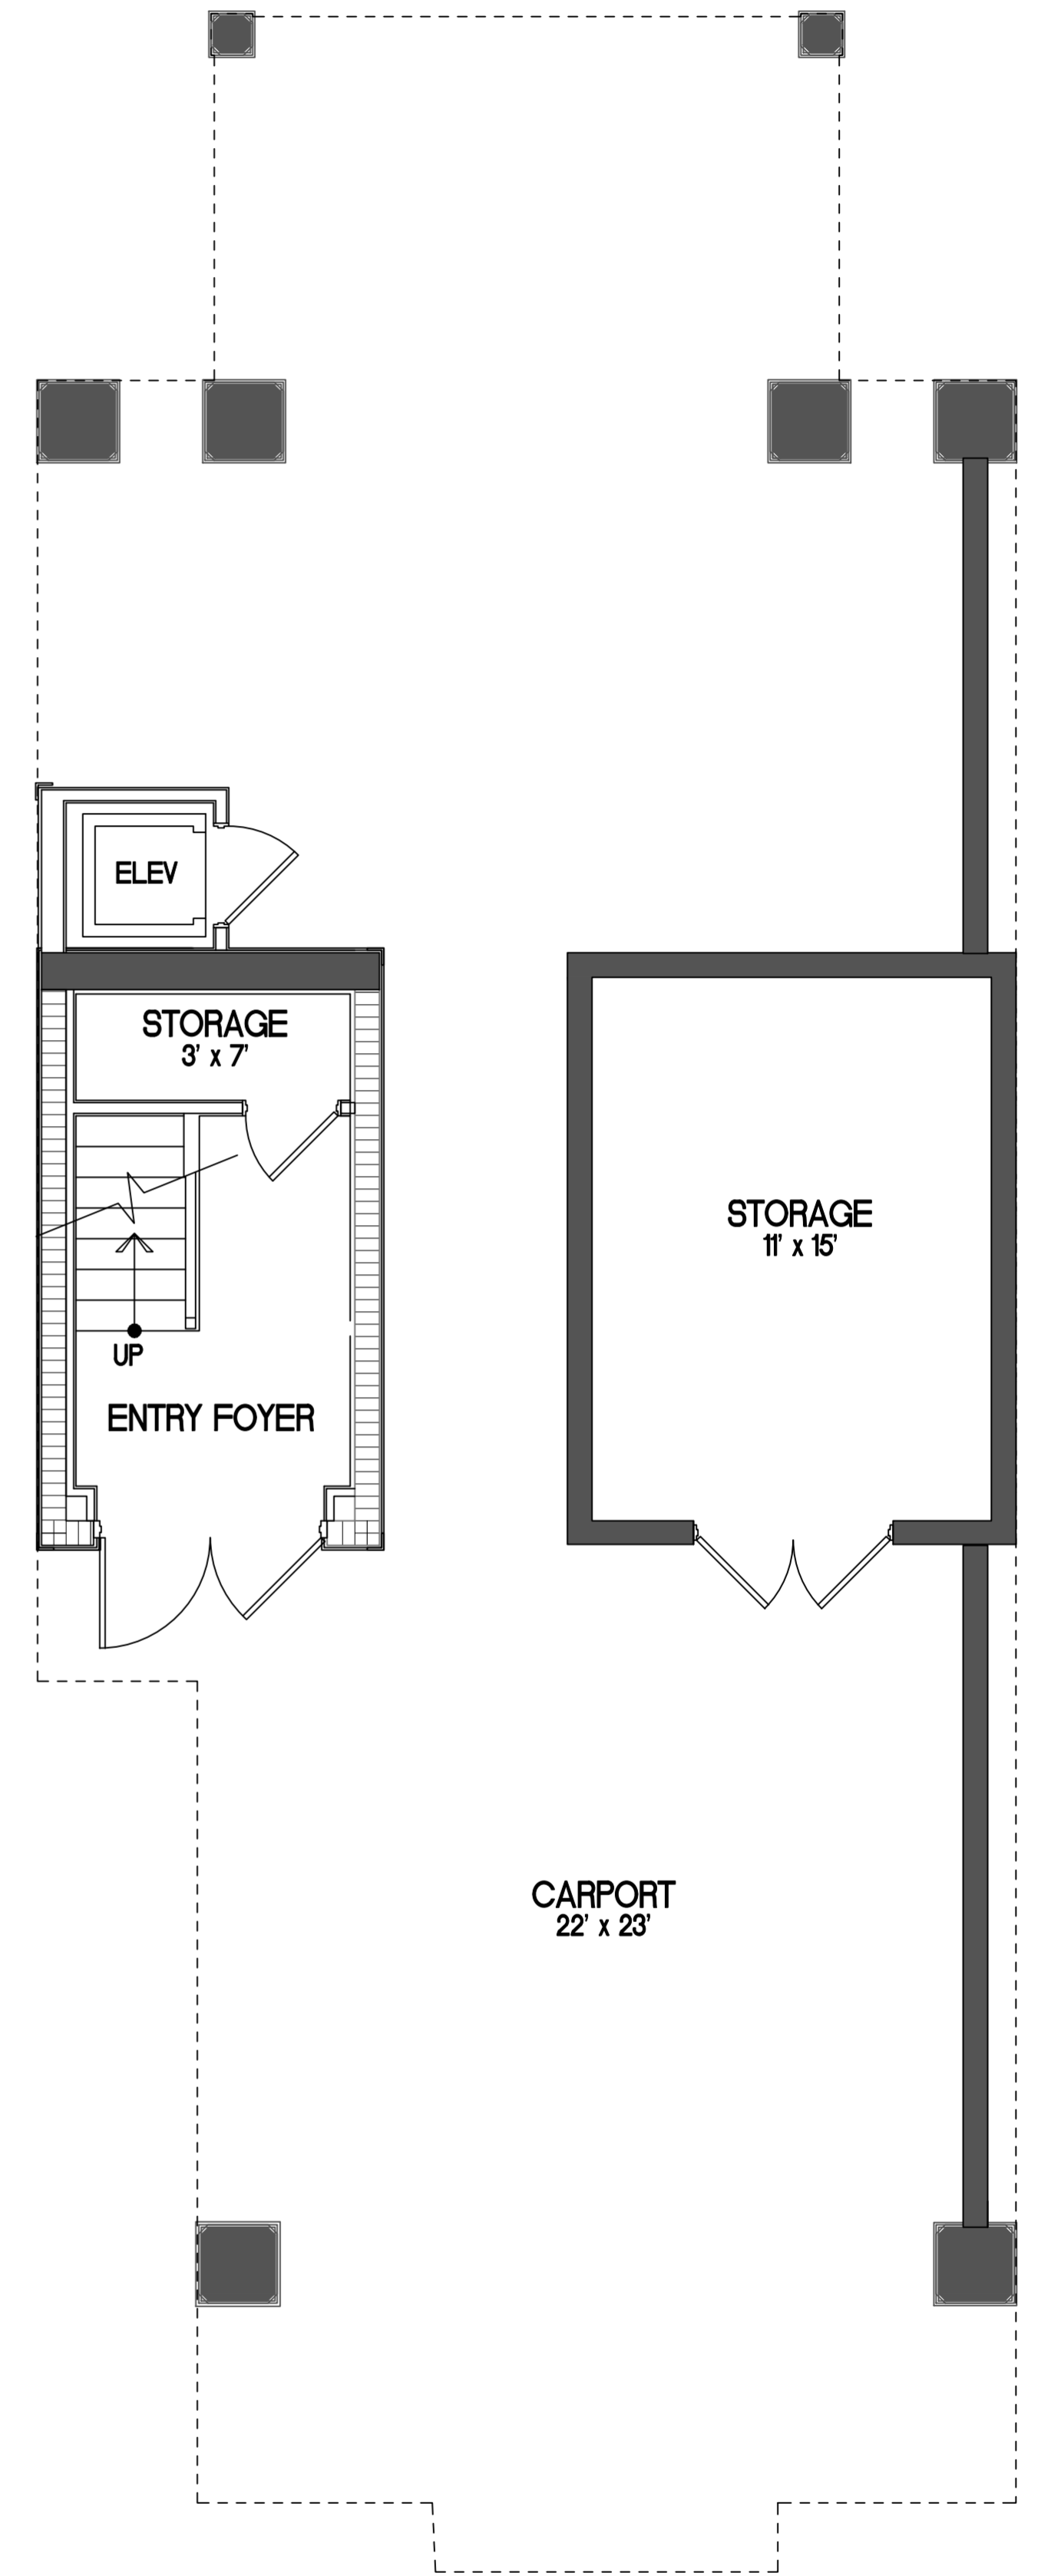 ELEV
STORAGE
3' x 7'
STORAGE
11' x 15'
UP
ENTRY FOYER
CARPORT
22' x 23'